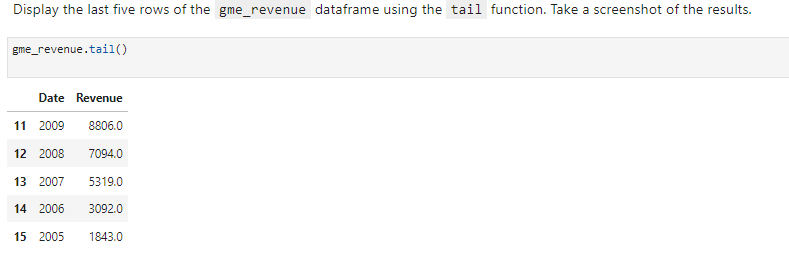 Display the last five rows of the gme_revenue dataframe using the tail function. Take a screenshot of the results.
gme_revenue.tail()
Date Revenue
11 2009 8806.0
12 2008 7094.0
13 2007 5319.0
14 2006 3092.0
15 2005 1843.0